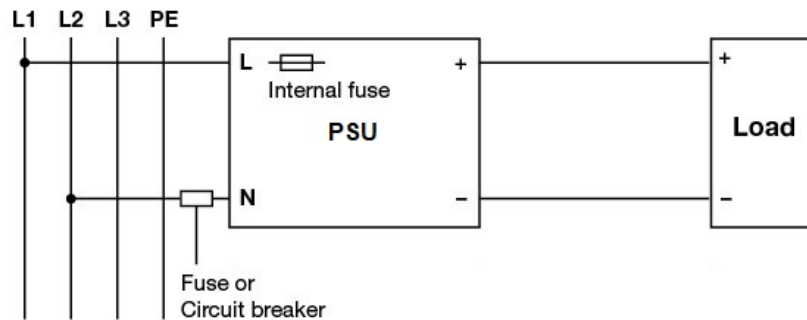 L1 L2 L3 PE
L
+
+
Internal fuse
PSU
Load
N
–
–
Fuse or
Circuit breaker